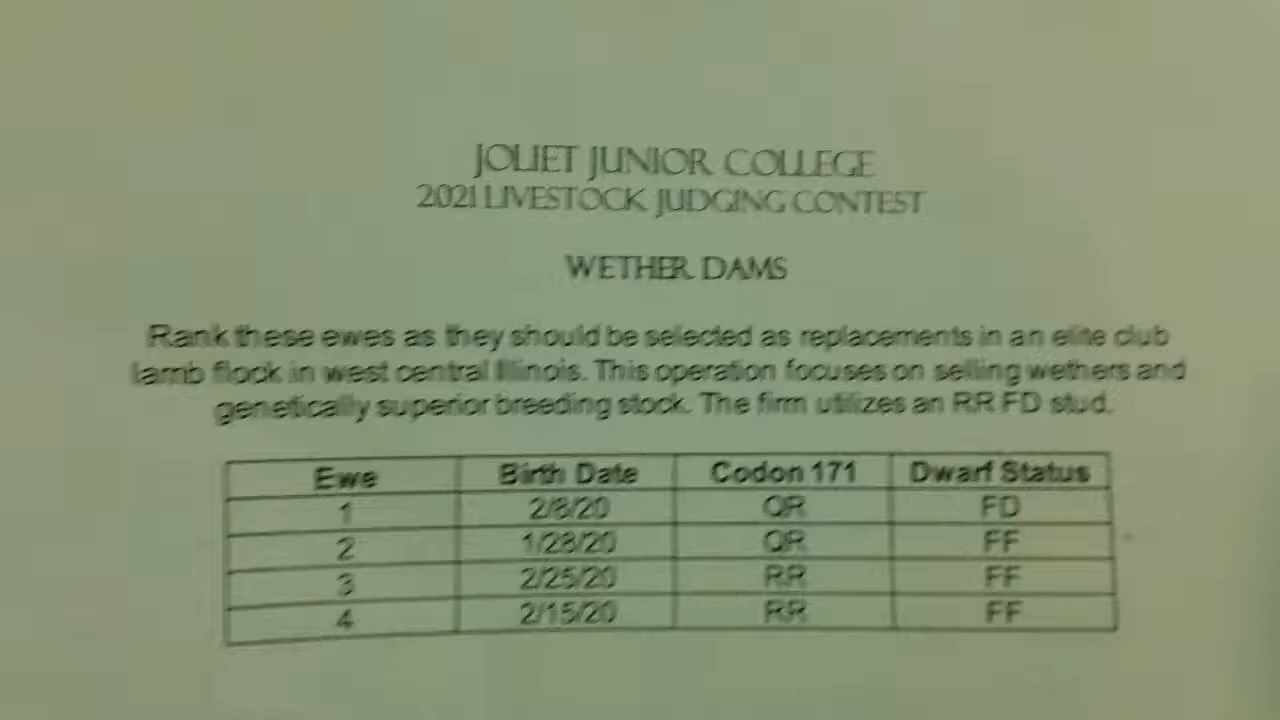 JOLIET JUNIOR COLLEGE
2021 LIVESTOCK JUDGING CONTEST
WETHER DAMS
Rank these ewes as they should be selected as replacements in an elite club
lamb flock in west central Illinois. This operation focuses on selling wethers and
genetically superior breeding stock. The firm utilizes an RR FD stud.
Ewe Birth Date Codon 171 Dwarf Status
1 2/8/20 QR FD
2 1/28/20 QR FF
3 2/25/20 RR FF
4 2/15/20 RR FF